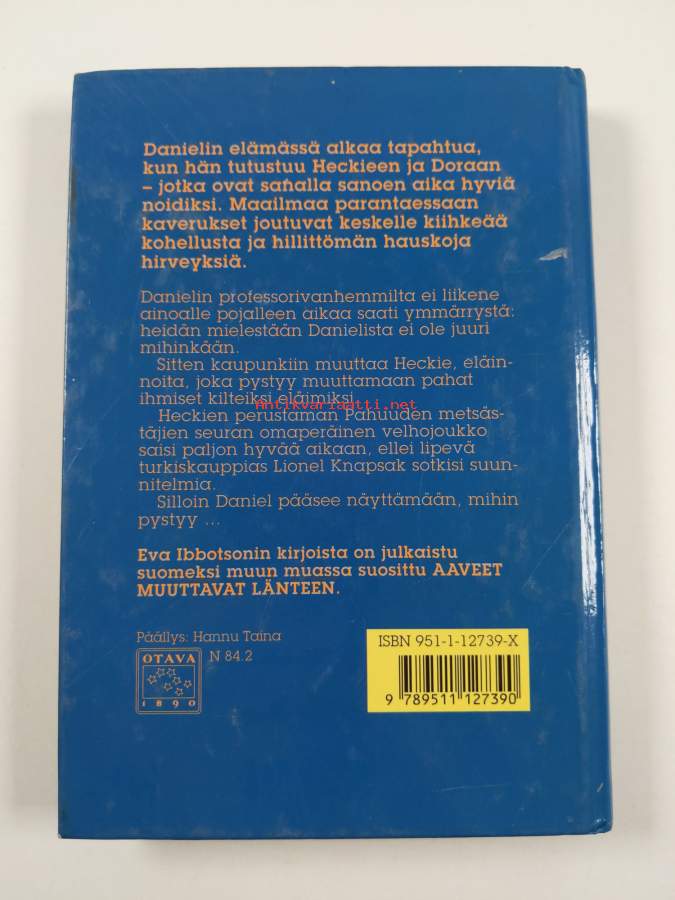 Danielin elämässä alkaa tapahtua,
kun hän tutustuu Heckieen ja Doraan
– jotka ovat sanalla sanoen aika hyviä
noidiksi. Maailmaa parantaessaan
kaverukset joutuvat keskelle kiihkeää
kohellusta ja hillittömän hauskoja
hirveyksiä.
Danielin professorivanhemmilta ei liikene
ainoalle pojalleen aikaa saati ymmärrystä:
heidän mielestään Danielista ei ole juuri
mihinkään.
Sitten kaupunkiin muuttaa Heckie, eläin-
noita, joka pystyy muuttamaan pahat
ihmiset kilteiksi eläimiksi.
Antikvariaatti.net
Heckien perustaman Pahuuden metsäs-
täjien seuran omaperäinen velhojoukko
saisi paljon hyvää aikaan, ellei lipevä
turkiskauppias Lionel Knapsak sotkisi suun-
nitelmia.
Silloin Daniel pääsee näyttämään, mihin
pystyy ...
Eva Ibbotsonin kirjoista on julkaistu
suomeksi muun muassa suosittu AAVEET
MUUTTAVAT LÄNTEEN.
Päällys: Hannu Taina
N 84.2
OTAVA
1890
ISBN 951-1-12739-X
9 789511 127390